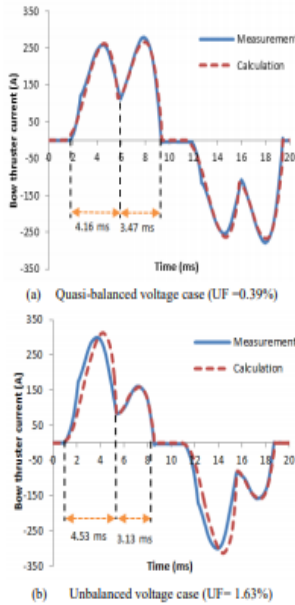 (a)
350
250
150
50
-50
-150
-250
-350
Bow thruster current (A)
Measurement
Calculation
0 2 4 6 8 10 12 14 16 18 20
4.16 ms
3.47 ms
Time (ms)
(a) Quasi-balanced voltage case (UF =0.39%)
(b)
350
250
150
50
-50
-150
-250
-350
Bow thruster current (A)
Measurement
Calculation
0 2 4 6 8 10 12 14 16 18 20
4.53 ms
3.13 ms
Time (ms)
(b) Unbalanced voltage case (UF= 1.63%)